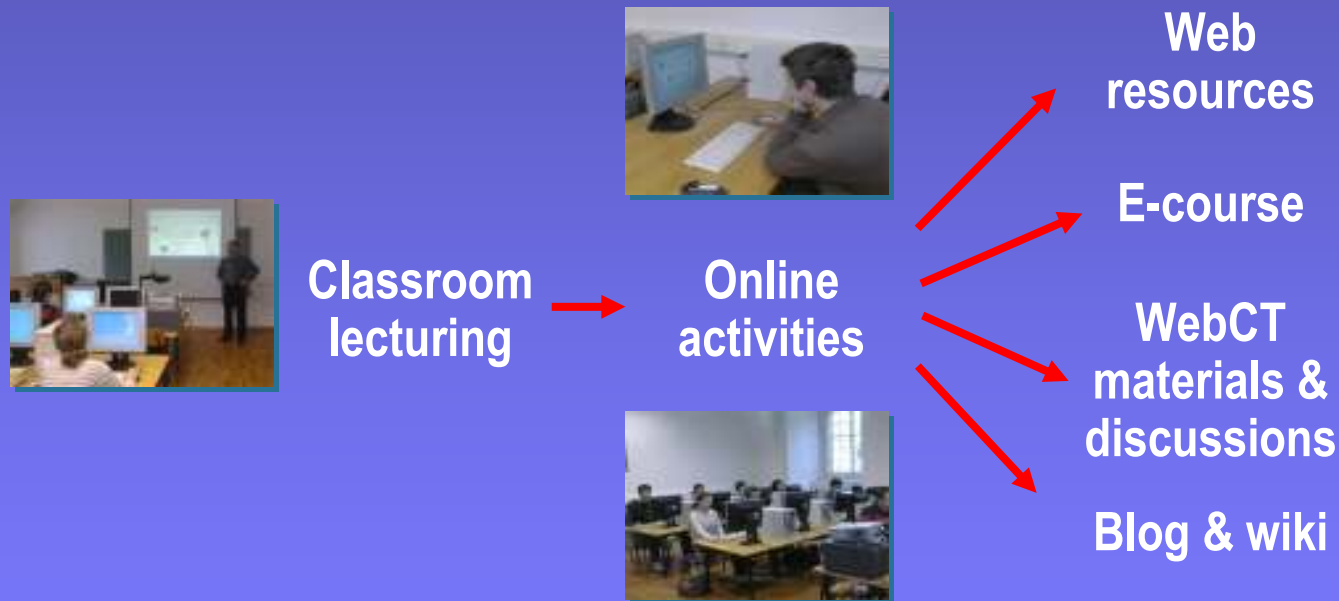 Classroom
lecturing
Online
activities
Web
resources
E-course
WebCT
materials &
discussions
Blog & wiki